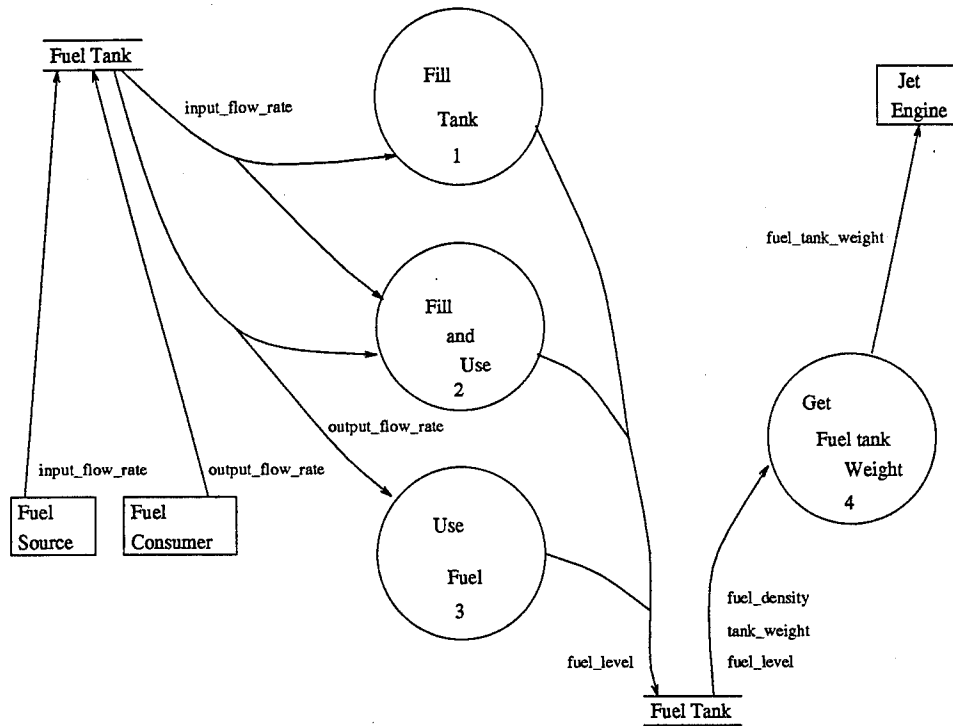 Fuel Tank
Fill
Tank
1
input_flow_rate
Jet
Engine
fuel_tank_weight
Fill
and
Use
2
output_flow_rate
Get
Fuel tank
Weight
4
input_flow_rate
output_flow_rate
Fuel
Source
Fuel
Consumer
Use
Fuel
3
fuel_density
tank_weight
fuel_level
fuel_level
Fuel Tank